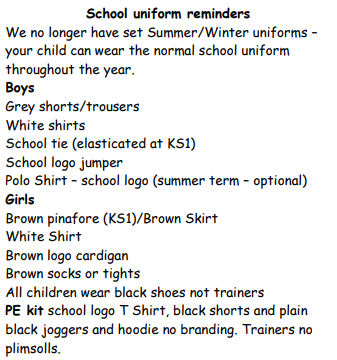 School uniform reminders
We no longer have set Summer/Winter uniforms –
your child can wear the normal school uniform
throughout the year.
Boys
Grey shorts/trousers
White shirts
School tie (elasticated at KS1)
School logo jumper
Polo Shirt – school logo (summer term – optional)
Girls
Brown pinafore (KS1)/Brown Skirt
White Shirt
Brown logo cardigan
Brown socks or tights
All children wear black shoes not trainers
PE kit school logo T Shirt, black shorts and plain
black joggers and hoodie no branding. Trainers no
plimsolls.